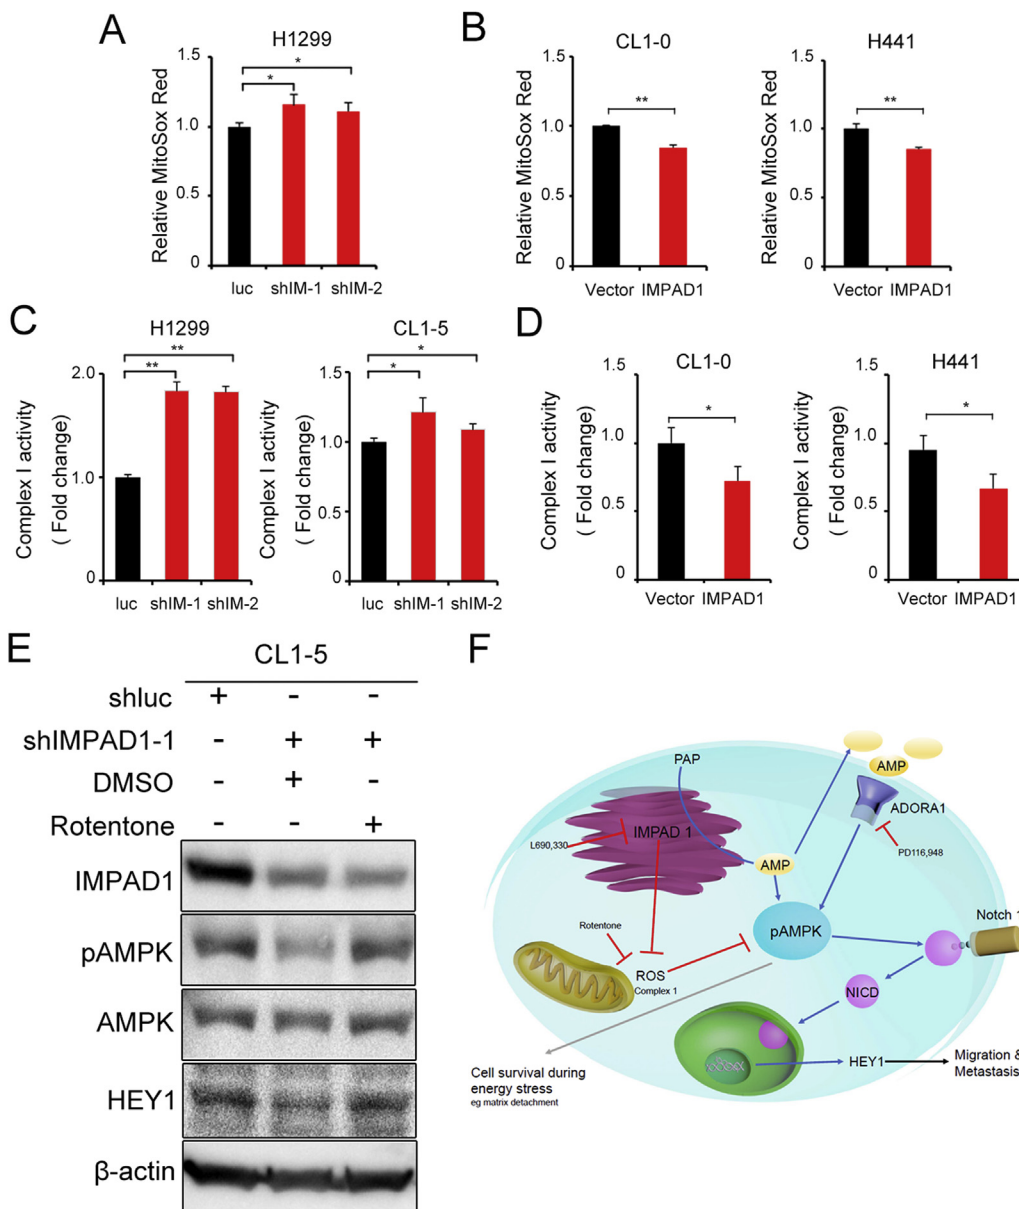 A
H1299
Relative MitoSox Red
1.5
1.0
0.5
0
*
*
luc shIM-1 shIM-2
B
CL1-0
Relative MitoSox Red
1.5
1.0
0.5
0
**
Vector IMPAD1
H441
Relative MitoSox Red
1.5
1.0
0.5
0
**
Vector IMPAD1
C
H1299
Complex I activity
( Fold change)
2.0
1.0
0
**
**
luc shIM-1 shIM-2
CL1-5
Complex I activity
( Fold change)
1.5
1.0
0.5
0
*
*
luc shIM-1 shIM-2
D
CL1-0
Complex I activity
( Fold change)
1.5
1.0
0.5
0
*
Vector IMPAD1
H441
Complex I activity
( Fold change)
1.5
1.0
0.5
0
*
Vector IMPAD1
E
CL1-5
shluc + - -
shIMPAD1-1 - + +
DMSO - + -
Rotentone - - +
IMPAD1
pAMPK
AMPK
HEY1
β-actin
F
PAP
AMP
ADORA1
IMPAD 1
L690,330
PD116,948
AMP
Rotentone
pAMPK
Notch 1
ROS
Complex 1
NICD
HEY1
Migration &
Metastasis
Cell survival during
energy stress
eg matrix detachment